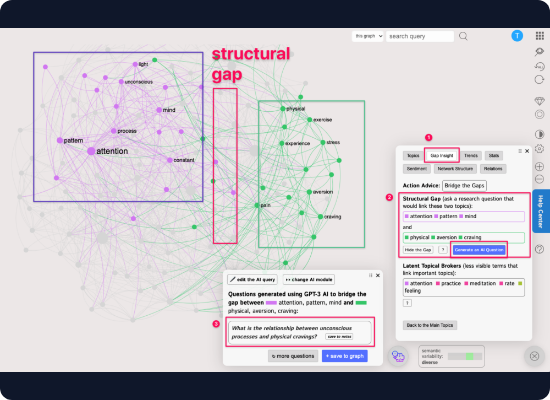 this graph
search query
T
structural
gap
light
unconscious
mind
process
pattern
attention
constant
physical
exercise
experience
stress
aversion
pain
craving
1
Topics
Gap Insight
Trends
Stats
Sentiment
Network Structure
Relations
Action Advice: Bridge the Gaps
2
Structural Gap (ask a research question that
would link these two topics):
attention pattern mind
and
physical aversion craving
Hide the Gap
?
Generate an AI Question
Latent Topical Brokers (less visible terms that
link important topics):
attention practice meditation rate
feeling
1
Back to the Main Topics
Help Center
edit the AI query
change AI module
Questions generated using GPT-3 AI to bridge the
gap between attention, pattern, mind and
physical, aversion, craving:
3
What is the relationship between unconscious
processes and physical cravings?
save to notes
more questions
+ save to graph
semantic
variability:
diverse